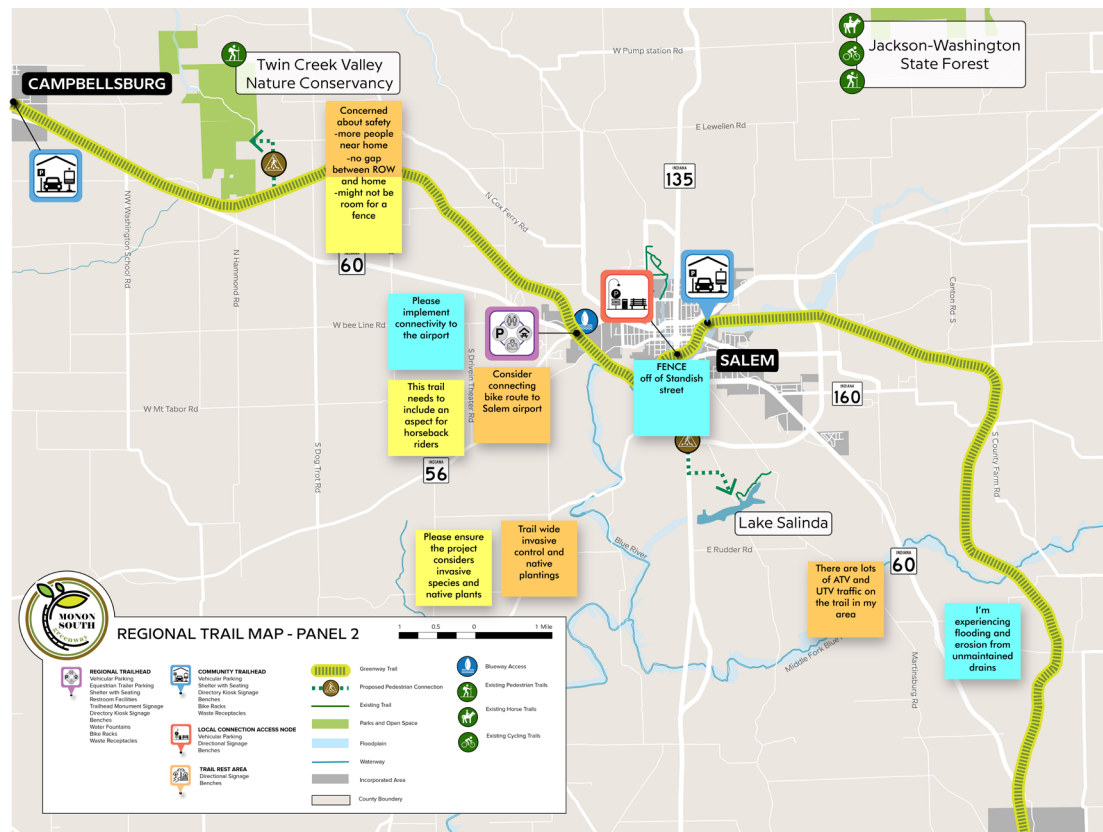 CAMPBELLSBURG
Twin Creek Valley
Nature Conservancy
Jackson-Washington
State Forest
W Pump station Rd
E Lewellen Rd
INDIANA
135
Concerned
about safety
-more people
near home
-no gap
between ROW
and home
-might not be
room for a
fence
INDIANA
60
NW Washington School Rd
N Hammond Rd
N Cox Ferry Rd
Canton Rd S
Please
implement
connectivity to
the airport
W bee Line Rd
S Drivein Theater Rd
P
P
P
P
SALEM
FENCE
off of Standish
street
Consider
connecting
bike route to
Salem airport
This trail
needs to
include an
aspect for
horseback
riders
W Mt Tabor Rd
INDIANA
160
S Dog Trot Rd
INDIANA
56
S County Farm Rd
Lake Salinda
Blue River
E Rudder Rd
Please ensure
the project
considers
invasive
species and
native plants
Trail wide
invasive
control and
native
plantings
INDIANA
60
There are lots
of ATV and
UTV traffic on
the trail in my
area
I'm
experiencing
flooding and
erosion from
unmaintained
drains
Middle Fork Blue
Martinsburg Rd
MONON
SOUTH
greenway
REGIONAL TRAIL MAP - PANEL 2
1 0.5 0 1 Mile
REGIONAL TRAILHEAD
Vehicular Parking
Equestrian Trailer Parking
Shelter with Seating
Restroom Facilities
Trailhead Monument Signage
Directory Kiosk Signage
Benches
Water Fountains
Bike Racks
Waste Receptacles
COMMUNITY TRAILHEAD
Vehicular Parking
Shelter with Seating
Directory Kiosk Signage
Benches
Bike Racks
Waste Receptacles
LOCAL CONNECTION ACCESS NODE
Vehicular Parking
Directional Signage
Benches
TRAIL REST AREA
Directional Signage
Benches
Greenway Trail
Proposed Pedestrian Connection
Existing Trail
Parks and Open Space
Floodplain
Waterway
Incorporated Area
County Boundary
Blueway Access
Existing Pedestrian Trails
Existing Horse Trails
Existing Cycling Trails